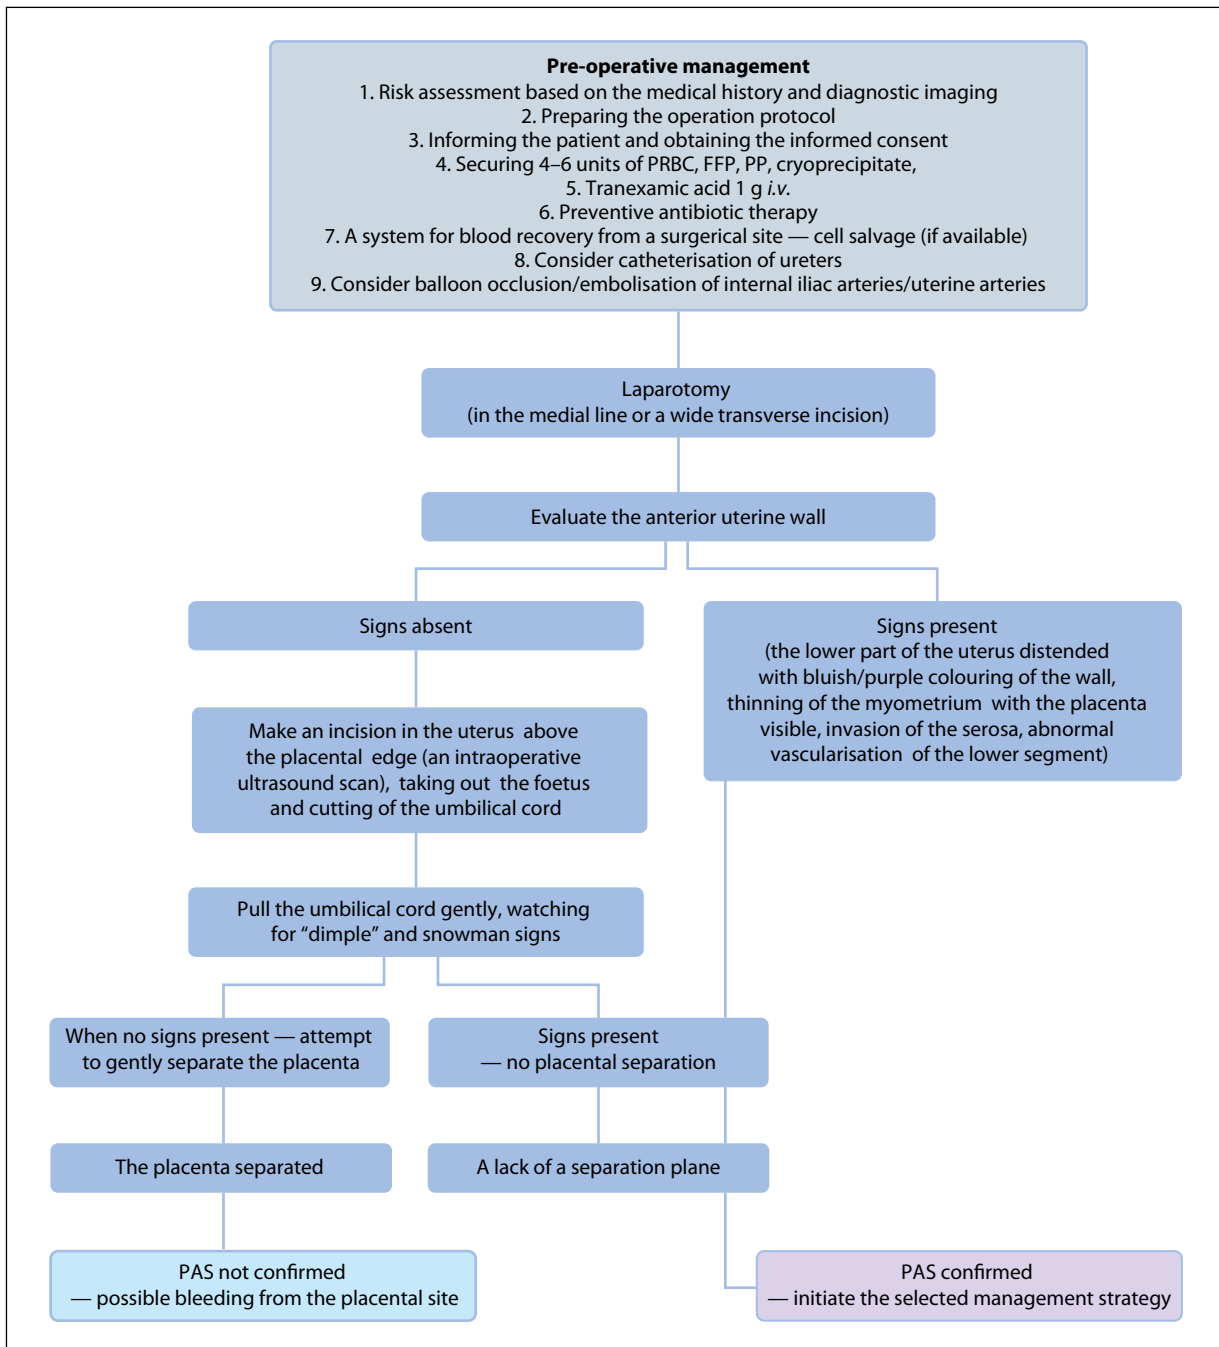 Pre-operative management
1. Risk assessment based on the medical history and diagnostic imaging
2. Preparing the operation protocol
3. Informing the patient and obtaining the informed consent
4. Securing 4–6 units of PRBC, FFP, PP, cryoprecipitate,
5. Tranexamic acid 1 g i.v.
6. Preventive antibiotic therapy
7. A system for blood recovery from a surgerical site — cell salvage (if available)
8. Consider catheterisation of ureters
9. Consider balloon occlusion/embolisation of internal iliac arteries/uterine arteries
Laparotomy
(in the medial line or a wide transverse incision)
Evaluate the anterior uterine wall
Signs absent
Signs present
(the lower part of the uterus distended
with bluish/purple colouring of the wall,
thinning of the myometrium with the placenta
visible, invasion of the serosa, abnormal
vascularisation of the lower segment)
Make an incision in the uterus above
the placental edge (an intraoperative
ultrasound scan), taking out the foetus
and cutting of the umbilical cord
Pull the umbilical cord gently, watching
for “dimple” and snowman signs
When no signs present — attempt
to gently separate the placenta
Signs present
— no placental separation
The placenta separated
A lack of a separation plane
PAS not confirmed
— possible bleeding from the placental site
PAS confirmed
— initiate the selected management strategy